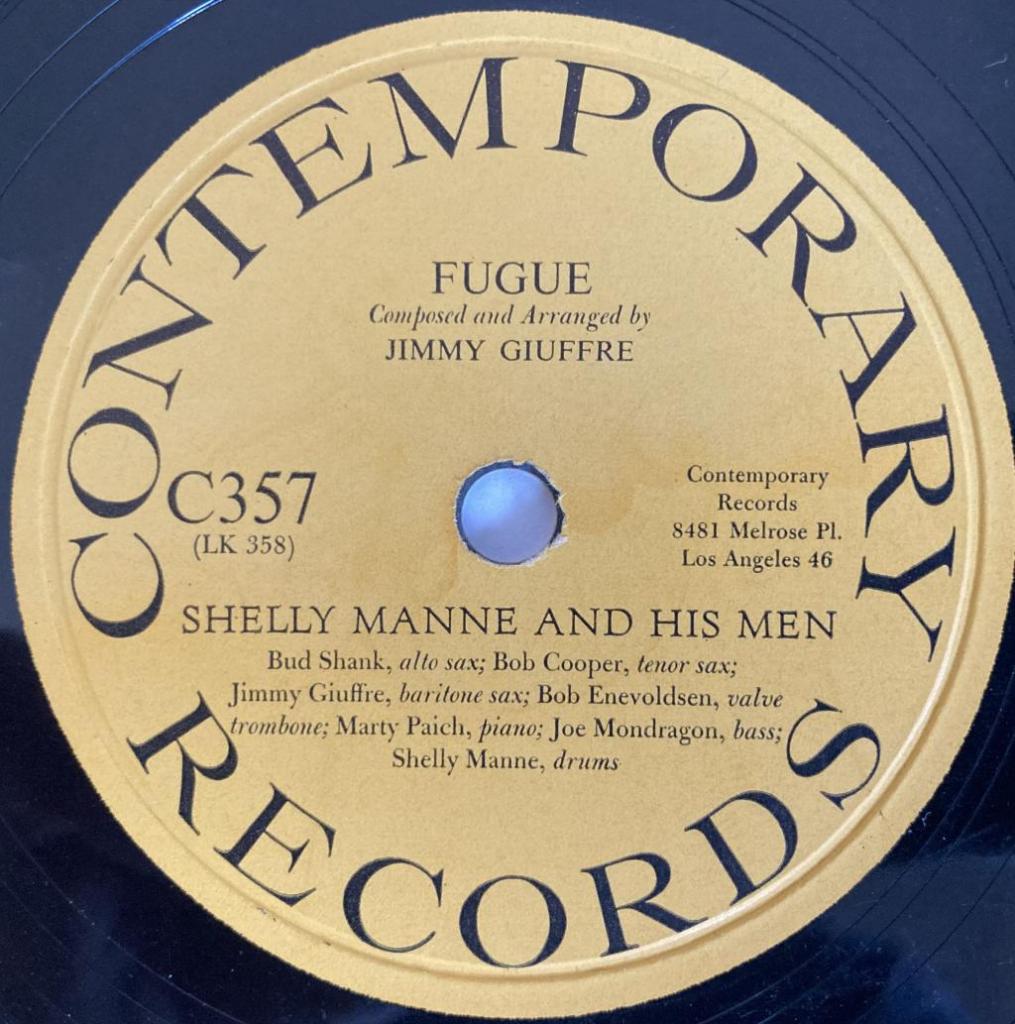 CONTEMPORARY
FUGUE
Composed and Arranged by
JIMMY GIUFFRE
C357
(LK 358)
Contemporary
Records
8481 Melrose Pl.
Los Angeles 46
SHELLY MANNE AND HIS MEN
Bud Shank, alto sax; Bob Cooper, tenor sax;
Jimmy Giuffre, baritone sax; Bob Enevoldsen, valve
trombone; Marty Paich, piano; Joe Mondragon, bass;
Shelly Manne, drums
RECORDS